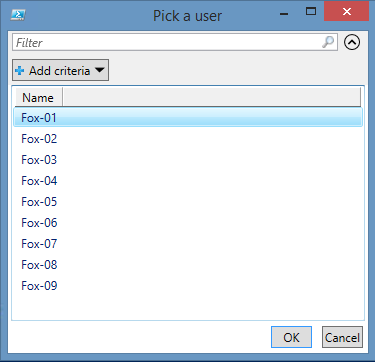 Pick a user
Filter
Add criteria
Name
Fox-01
Fox-02
Fox-03
Fox-04
Fox-05
Fox-06
Fox-07
Fox-08
Fox-09
OK Cancel